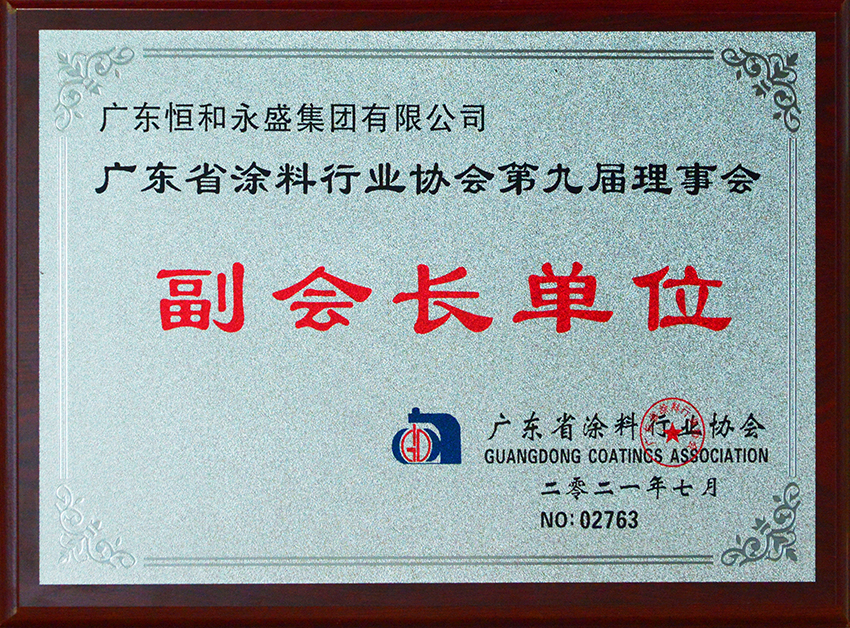 广东恒和永盛集团有限公司
广东省涂料行业协会第九届理事会
副会长单位
广东省涂料行业协会
GUANGDONG COATINGS ASSOCIATION
二零二一年七月
NO: 02763